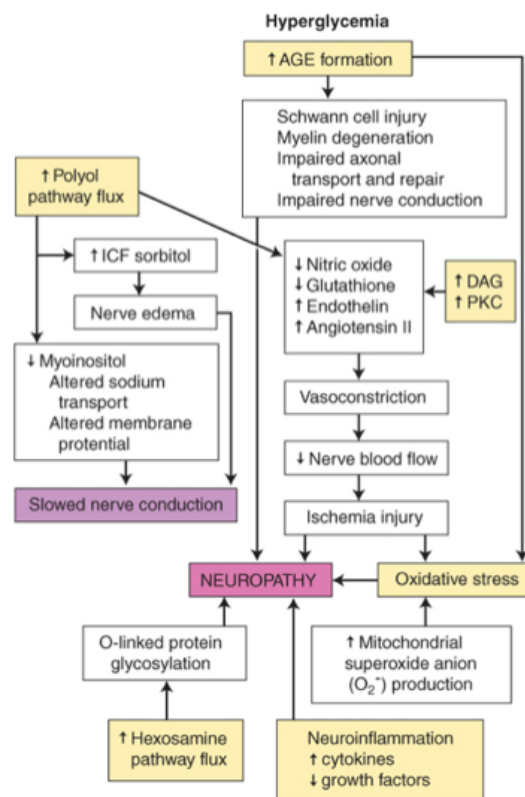 Hyperglycemia
↑ AGE formation
Schwann cell injury
Myelin degeneration
Impaired axonal
transport and repair
Impaired nerve conduction
↑ Polyol
pathway flux
↑ ICF sorbitol
Nerve edema
↓ Nitric oxide
↓ Glutathione
↑ Endothelin
↑ Angiotensin II
↑ DAG
↑ PKC
↓ Myoinositol
Altered sodium
transport
Altered membrane
protential
Vasoconstriction
↓ Nerve blood flow
Slowed nerve conduction
Ischemia injury
NEUROPATHY
Oxidative stress
O-linked protein
glycosylation
↑ Mitochondrial
superoxide anion
(O₂⁻) production
↑ Hexosamine
pathway flux
Neuroinflammation
↑ cytokines
↓ growth factors